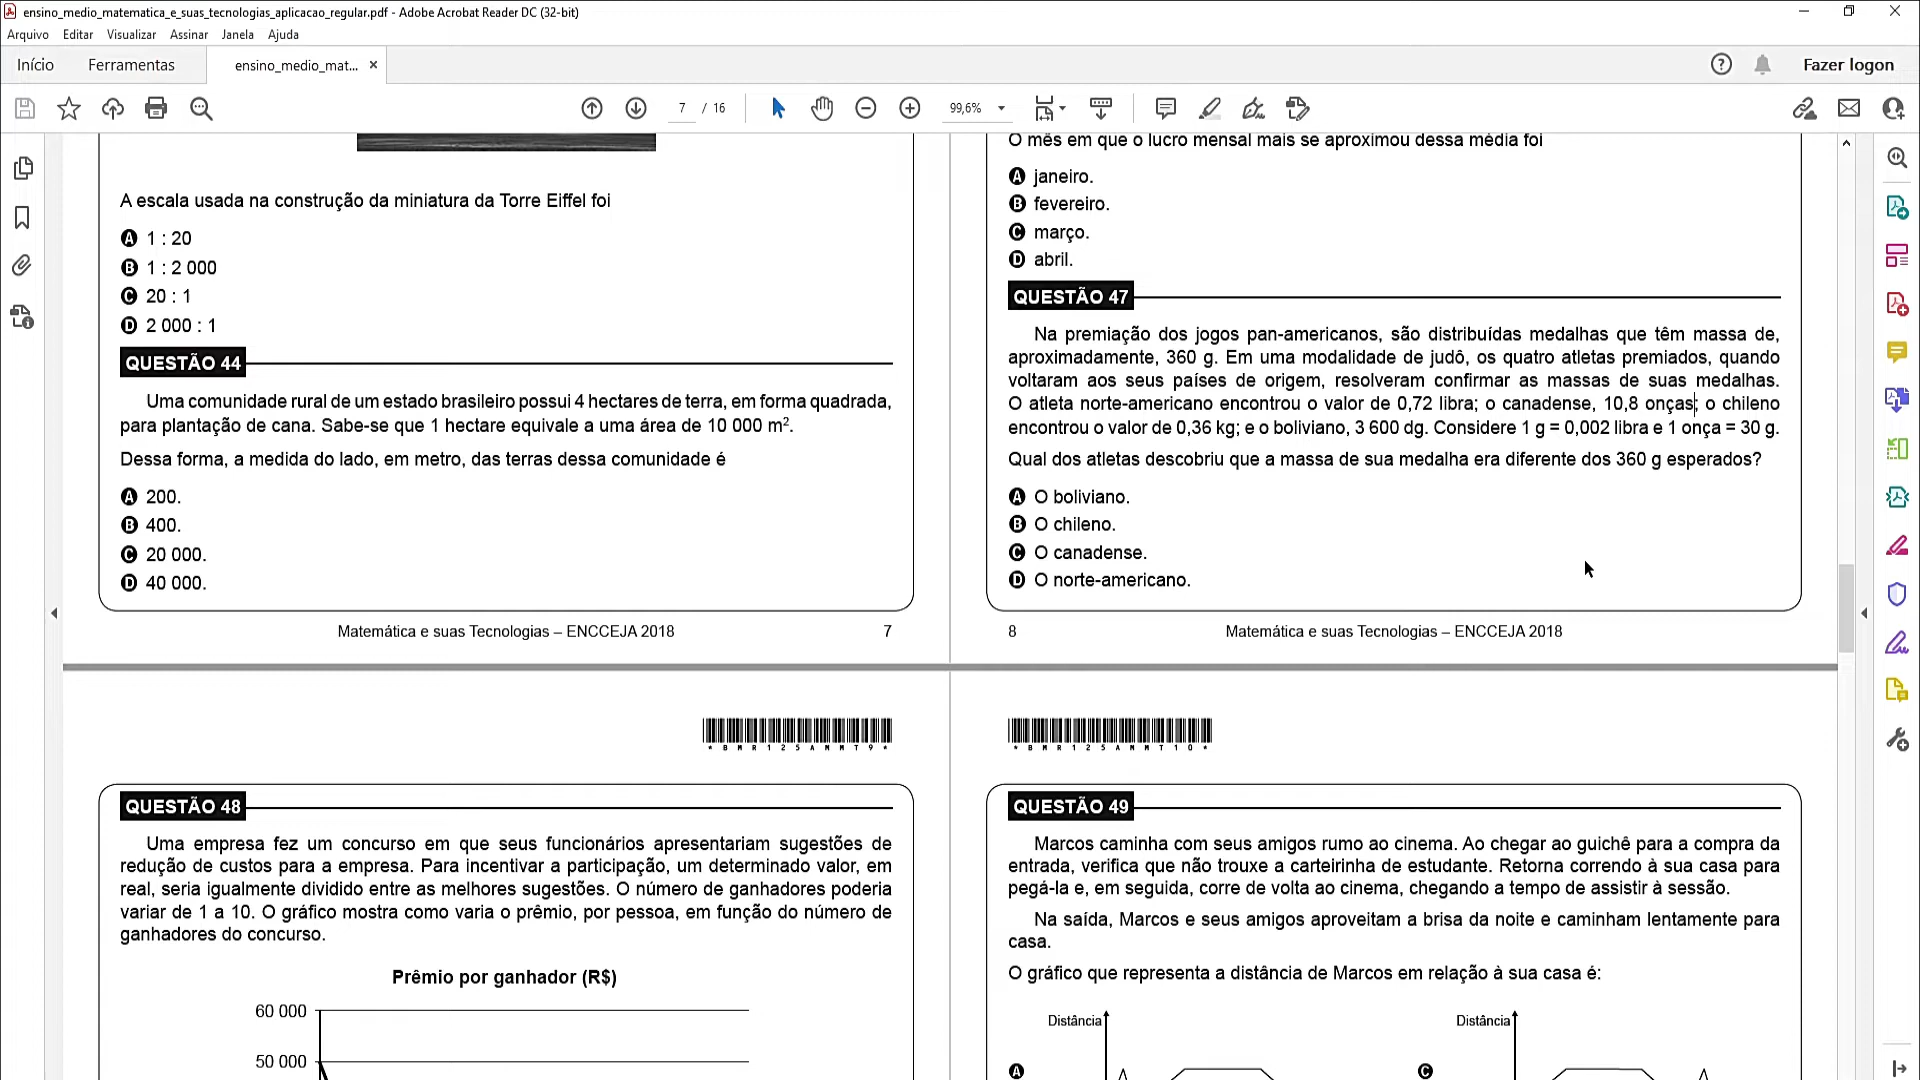 ensino_medio_matematica_e_suas_tecnologias_aplicacao_regular.pdf - Adobe Acrobat Reader DC (32-bit)
Arquivo Editar Visualizar Assinar Janela Ajuda
Início Ferramentas ensino_medio_mat... × Fazer logon
7 / 16 99,6%
A escala usada na construção da miniatura da Torre Eiffel foi
A 1 : 20
B 1 : 2 000
C 20 : 1
D 2 000 : 1
QUESTÃO 44
Uma comunidade rural de um estado brasileiro possui 4 hectares de terra, em forma quadrada,
para plantação de cana. Sabe-se que 1 hectare equivale a uma área de 10 000 m².
Dessa forma, a medida do lado, em metro, das terras dessa comunidade é
A 200.
B 400.
C 20 000.
D 40 000.
Matemática e suas Tecnologias – ENCCEJA 2018 7
O mês em que o lucro mensal mais se aproximou dessa média foi
A janeiro.
B fevereiro.
C março.
D abril.
QUESTÃO 47
Na premiação dos jogos pan-americanos, são distribuídas medalhas que têm massa de,
aproximadamente, 360 g. Em uma modalidade de judô, os quatro atletas premiados, quando
voltaram aos seus países de origem, resolveram confirmar as massas de suas medalhas.
O atleta norte-americano encontrou o valor de 0,72 libra; o canadense, 10,8 onças; o chileno
encontrou o valor de 0,36 kg; e o boliviano, 3 600 dg. Considere 1 g = 0,002 libra e 1 onça = 30 g.
Qual dos atletas descobriu que a massa de sua medalha era diferente dos 360 g esperados?
A O boliviano.
B O chileno.
C O canadense.
D O norte-americano.
8 Matemática e suas Tecnologias – ENCCEJA 2018
*BMR125AMMT9*
QUESTÃO 48
Uma empresa fez um concurso em que seus funcionários apresentariam sugestões de
redução de custos para a empresa. Para incentivar a participação, um determinado valor, em
real, seria igualmente dividido entre as melhores sugestões. O número de ganhadores poderia
variar de 1 a 10. O gráfico mostra como varia o prêmio, por pessoa, em função do número de
ganhadores do concurso.
Prêmio por ganhador (R$)
60 000
50 000
*BMR125AMMT10*
QUESTÃO 49
Marcos caminha com seus amigos rumo ao cinema. Ao chegar ao guichê para a compra da
entrada, verifica que não trouxe a carteirinha de estudante. Retorna correndo à sua casa para
pegá-la e, em seguida, corre de volta ao cinema, chegando a tempo de assistir à sessão.
Na saída, Marcos e seus amigos aproveitam a brisa da noite e caminham lentamente para
casa.
O gráfico que representa a distância de Marcos em relação à sua casa é:
Distância Distância
A C